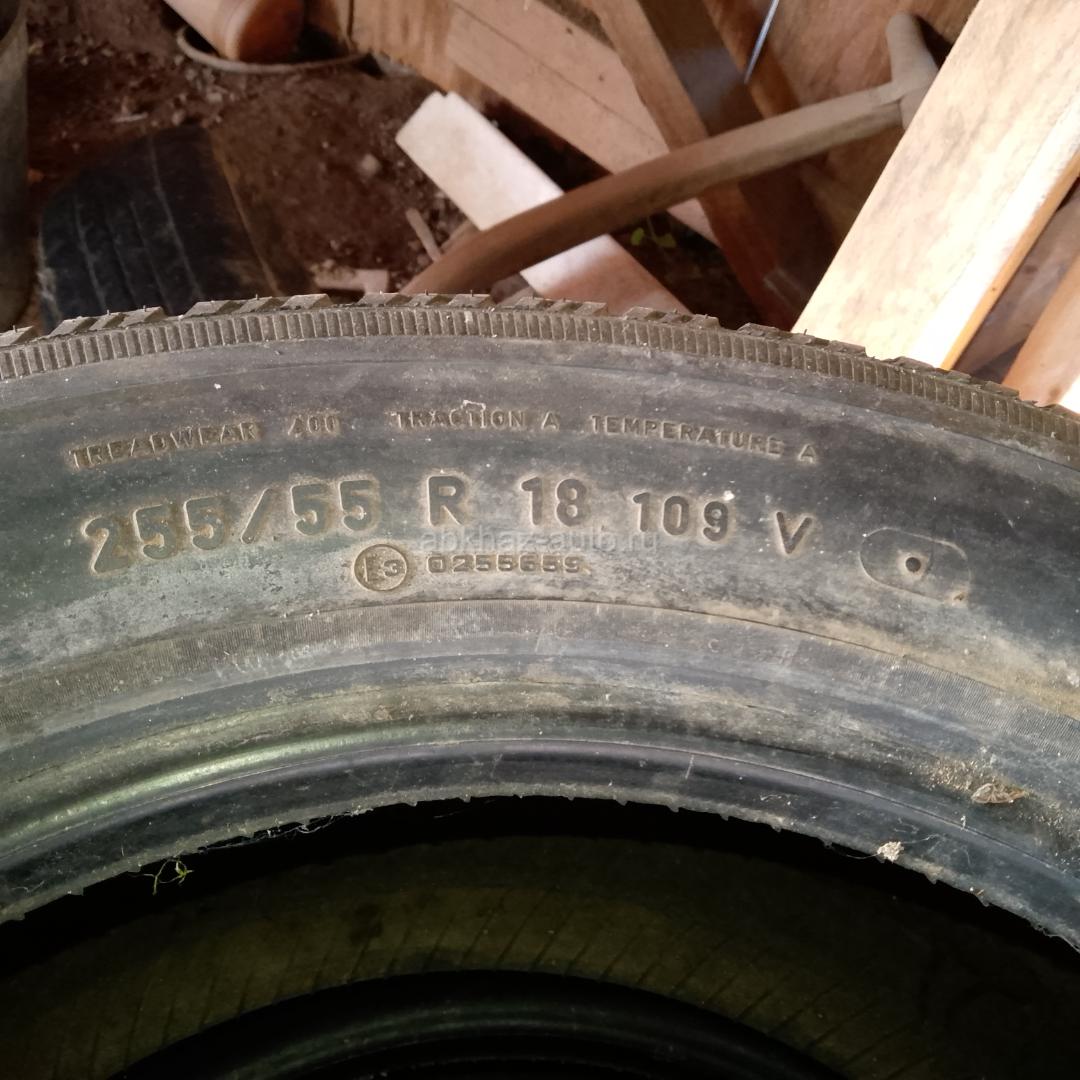 TREADWEAR 400 TRACTION A TEMPERATURE A
255/55 R 18 109 V
abkhaz-auto.ru
E3 0255659